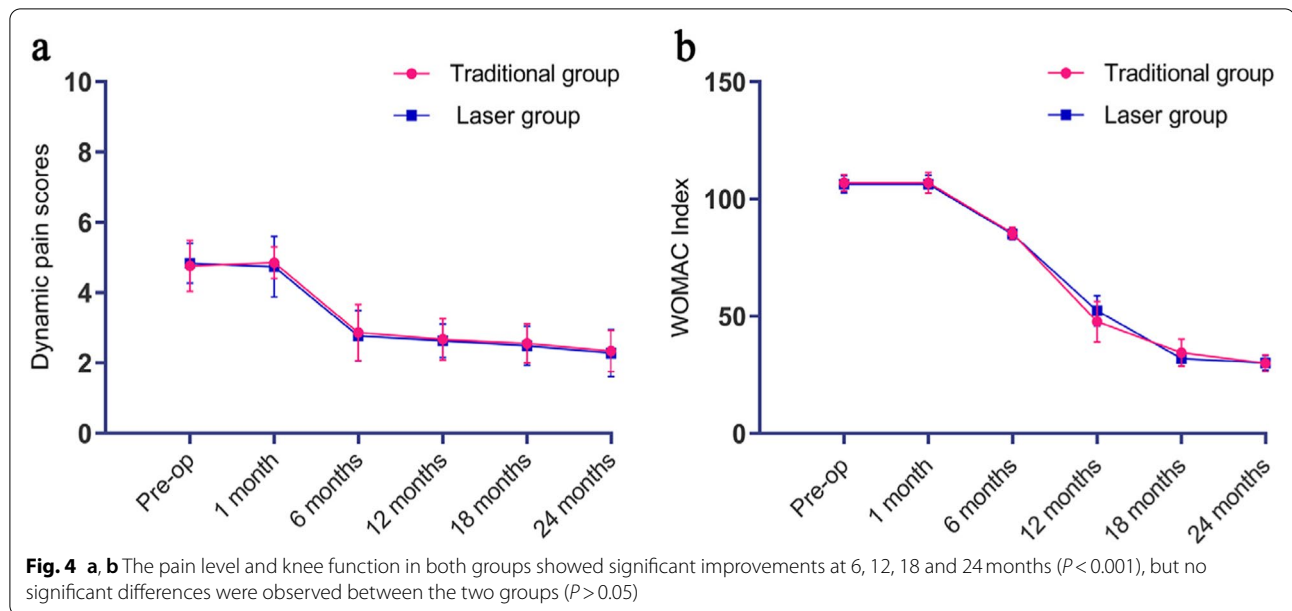 a
Traditional group
Laser group
Dynamic pain scores
10
8
6
4
2
0
Pre-op
1 month
6 months
12 months
18 months
24 months
b
Traditional group
Laser group
WOMAC Index
150
100
50
0
Pre-op
1 month
6 months
12 months
18 months
24 months
Fig. 4 a, b The pain level and knee function in both groups showed significant improvements at 6, 12, 18 and 24 months (P < 0.001), but no
significant differences were observed between the two groups (P > 0.05)